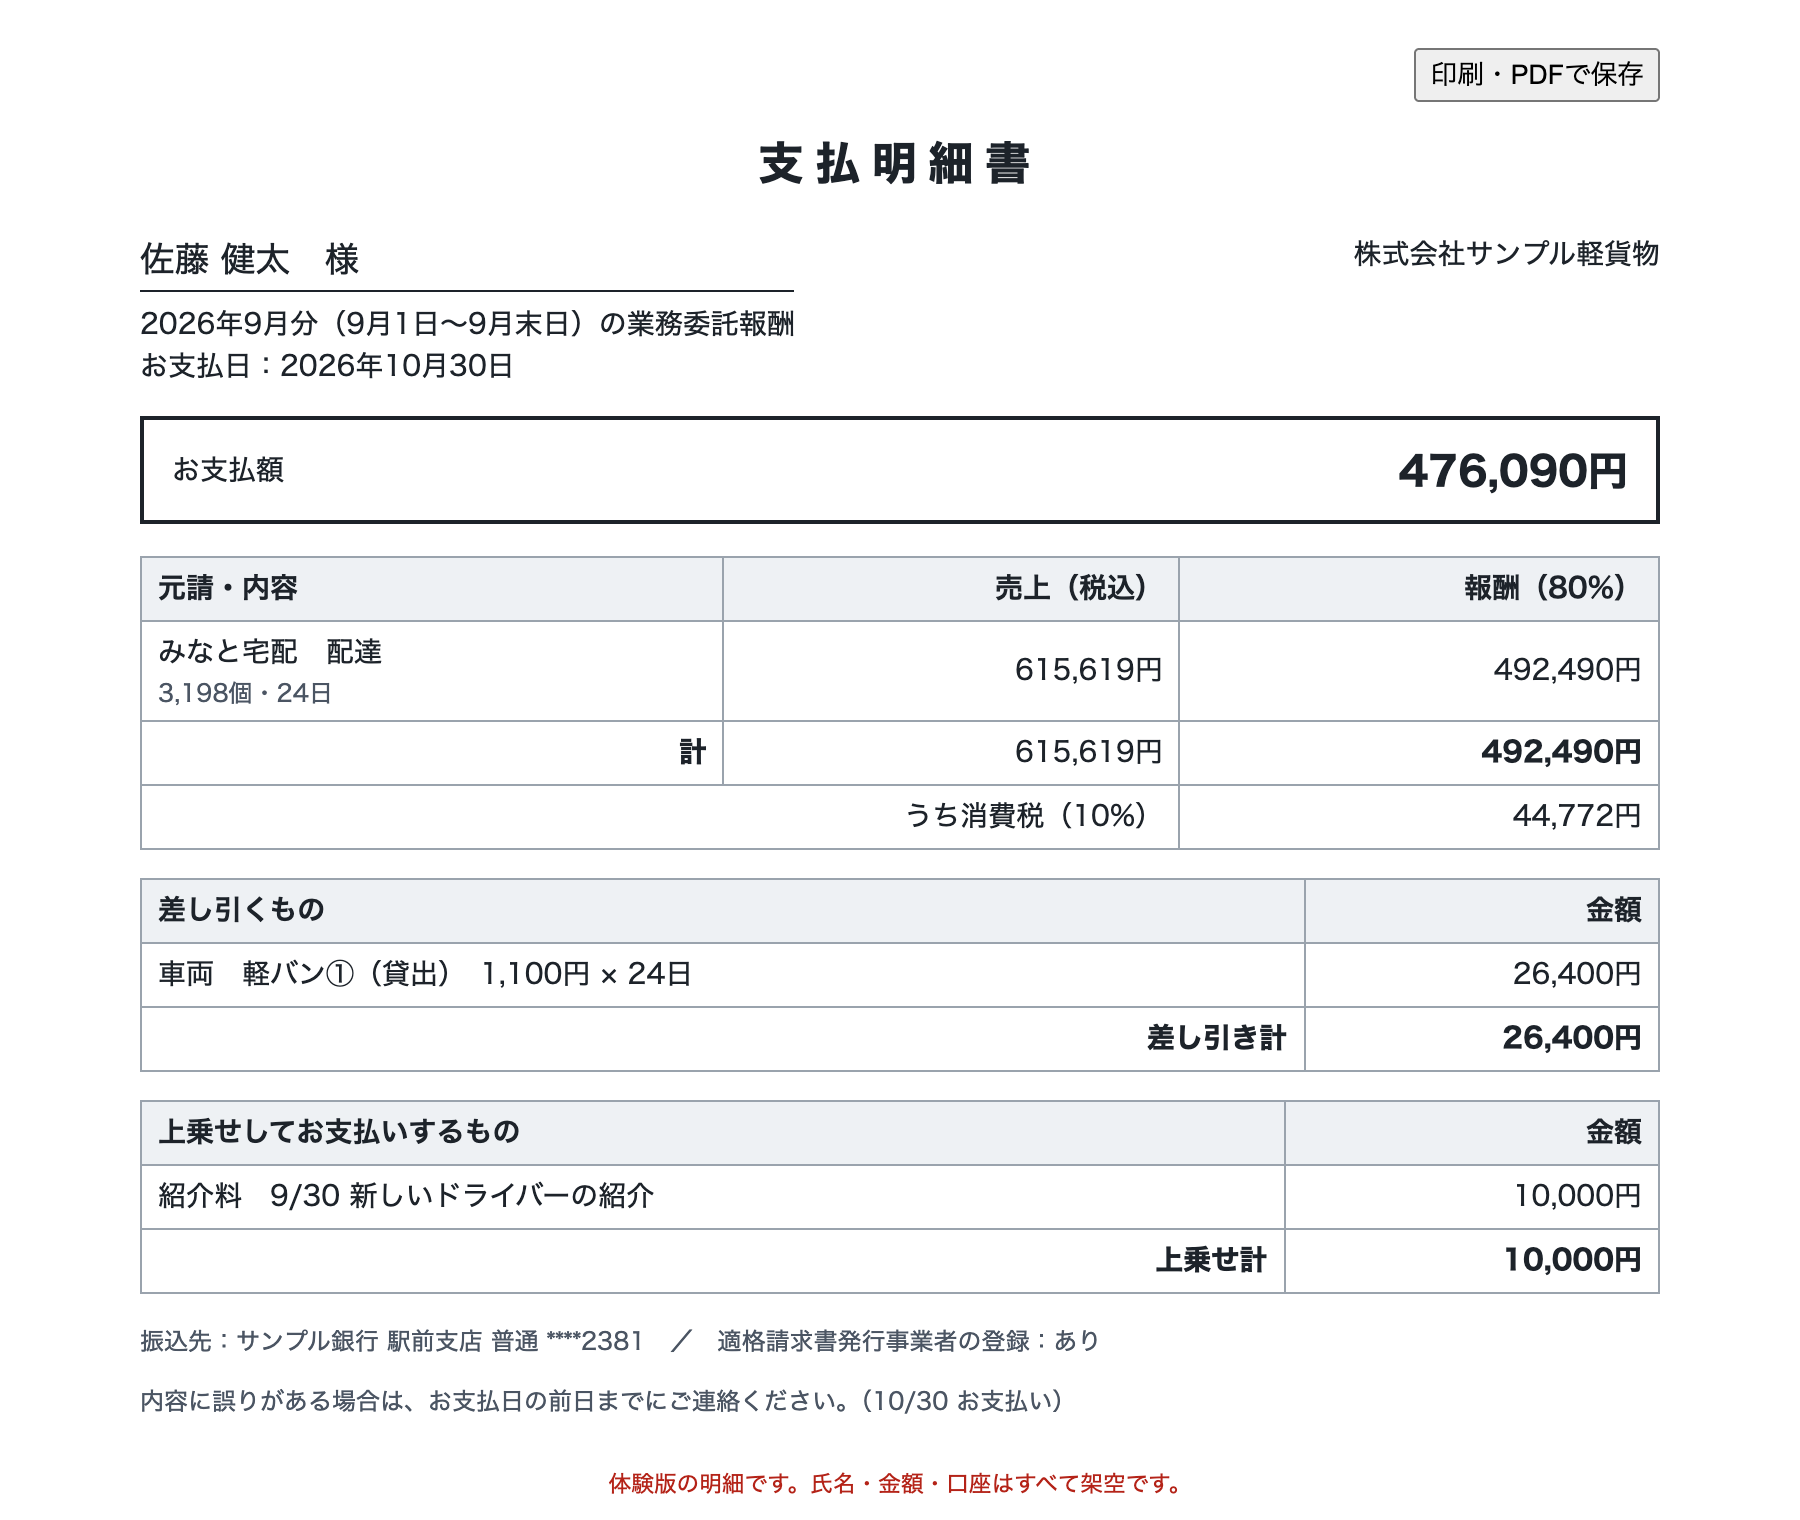 印刷・PDFで保存
支払明細書
佐藤 健太　様
株式会社サンプル軽貨物
2026年9月分（9月1日〜9月末日）の業務委託報酬
お支払日：2026年10月30日
お支払額 476,090円
元請・内容 売上（税込） 報酬（80%）
みなと宅配　配達 615,619円 492,490円
3,198個・24日
計 615,619円 492,490円
うち消費税（10%） 44,772円
差し引くもの 金額
車両　軽バン①（貸出）　1,100円 × 24日 26,400円
差し引き計 26,400円
上乗せしてお支払いするもの 金額
紹介料　9/30 新しいドライバーの紹介 10,000円
上乗せ計 10,000円
振込先：サンプル銀行 駅前支店 普通 ****2381　／　適格請求書発行事業者の登録：あり
内容に誤りがある場合は、お支払日の前日までにご連絡ください。（10/30 お支払い）
体験版の明細です。氏名・金額・口座はすべて架空です。